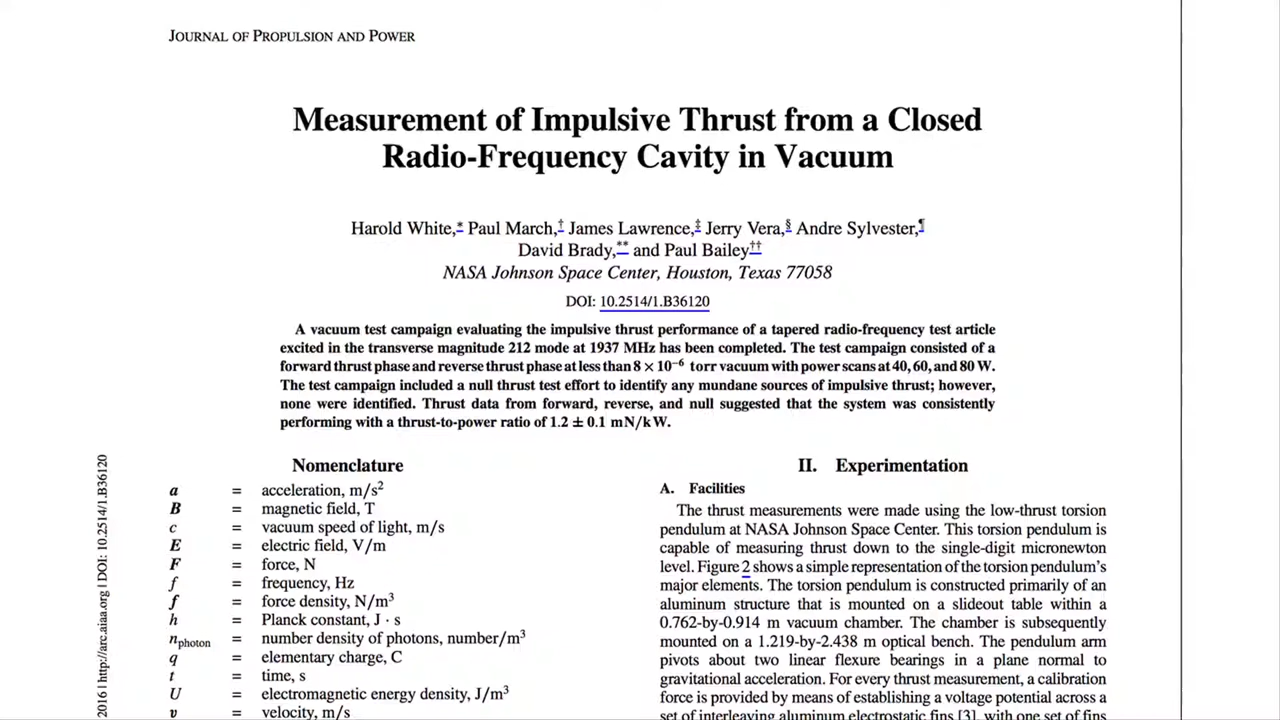 JOURNAL OF PROPULSION AND POWER
Measurement of Impulsive Thrust from a Closed
Radio-Frequency Cavity in Vacuum
Harold White,* Paul March,† James Lawrence,‡ Jerry Vera,§ Andre Sylvester,¶
David Brady,** and Paul Bailey††
NASA Johnson Space Center, Houston, Texas 77058
DOI: 10.2514/1.B36120
A vacuum test campaign evaluating the impulsive thrust performance of a tapered radio-frequency test article
excited in the transverse magnitude 212 mode at 1937 MHz has been completed. The test campaign consisted of a
forward thrust phase and reverse thrust phase at less than 8 × 10⁻⁶ torr vacuum with power scans at 40, 60, and 80 W.
The test campaign included a null thrust test effort to identify any mundane sources of impulsive thrust; however,
none were identified. Thrust data from forward, reverse, and null suggested that the system was consistently
performing with a thrust-to-power ratio of 1.2 ± 0.1 mN/kW.
Nomenclature
a = acceleration, m/s²
B = magnetic field, T
c = vacuum speed of light, m/s
E = electric field, V/m
F = force, N
f = frequency, Hz
f = force density, N/m³
h = Planck constant, J · s
nphoton = number density of photons, number/m³
q = elementary charge, C
t = time, s
U = electromagnetic energy density, J/m³
v = velocity, m/s
II. Experimentation
A. Facilities
The thrust measurements were made using the low-thrust torsion
pendulum at NASA Johnson Space Center. This torsion pendulum is
capable of measuring thrust down to the single-digit micronewton
level. Figure 2 shows a simple representation of the torsion pendulum's
major elements. The torsion pendulum is constructed primarily of an
aluminum structure that is mounted on a slideout table within a
0.762-by-0.914 m vacuum chamber. The chamber is subsequently
mounted on a 1.219-by-2.438 m optical bench. The pendulum arm
pivots about two linear flexure bearings in a plane normal to
gravitational acceleration. For every thrust measurement, a calibration
force is provided by means of establishing a voltage potential across a
set of interleaving aluminum electrostatic fins [3], with one set of fins
2016 | http://arc.aiaa.org | DOI: 10.2514/1.B36120